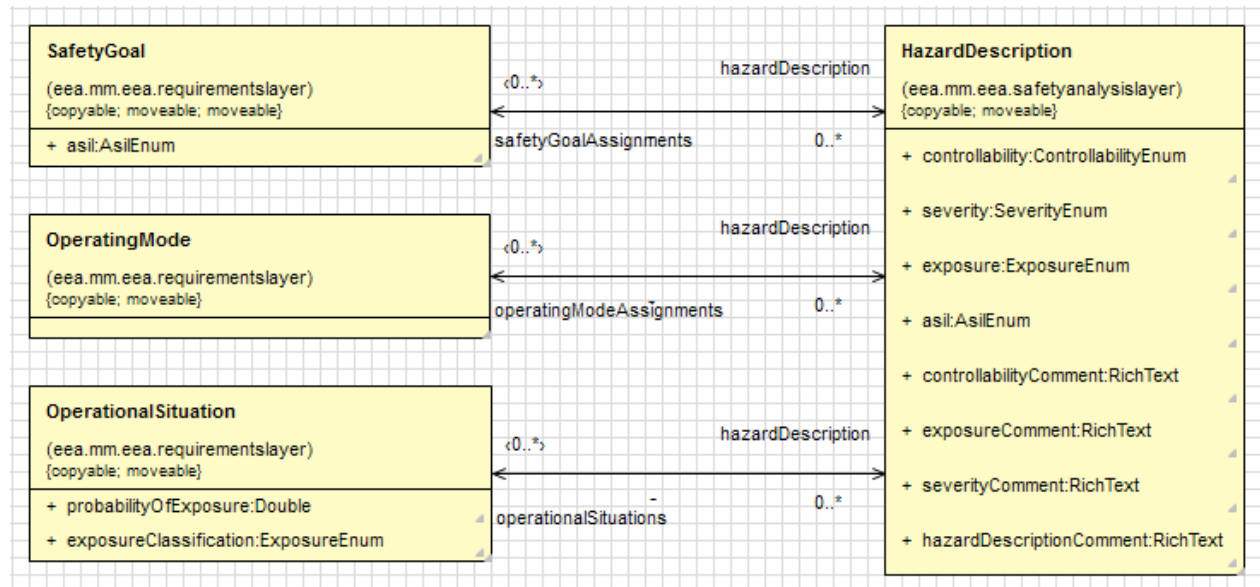 SafetyGoal
(eea.mm.eea.requirementslayer)
{copyable; moveable; moveable}
+ asil:AsilEnum
‹0..*›
hazardDescription
safetyGoalAssignments
0..*
OperatingMode
(eea.mm.eea.requirementslayer)
{copyable; moveable}
‹0..*›
hazardDescription
operatingModeAssignments
0..*
OperationalSituation
(eea.mm.eea.requirementslayer)
{copyable; moveable}
+ probabilityOfExposure:Double
+ exposureClassification:ExposureEnum
‹0..*›
hazardDescription
operationalSituations
0..*
HazardDescription
(eea.mm.eea.safetyanalysislayer)
{copyable; moveable}
+ controllability:ControllabilityEnum
+ severity:SeverityEnum
+ exposure:ExposureEnum
+ asil:AsilEnum
+ controllabilityComment:RichText
+ exposureComment:RichText
+ severityComment:RichText
+ hazardDescriptionComment:RichText